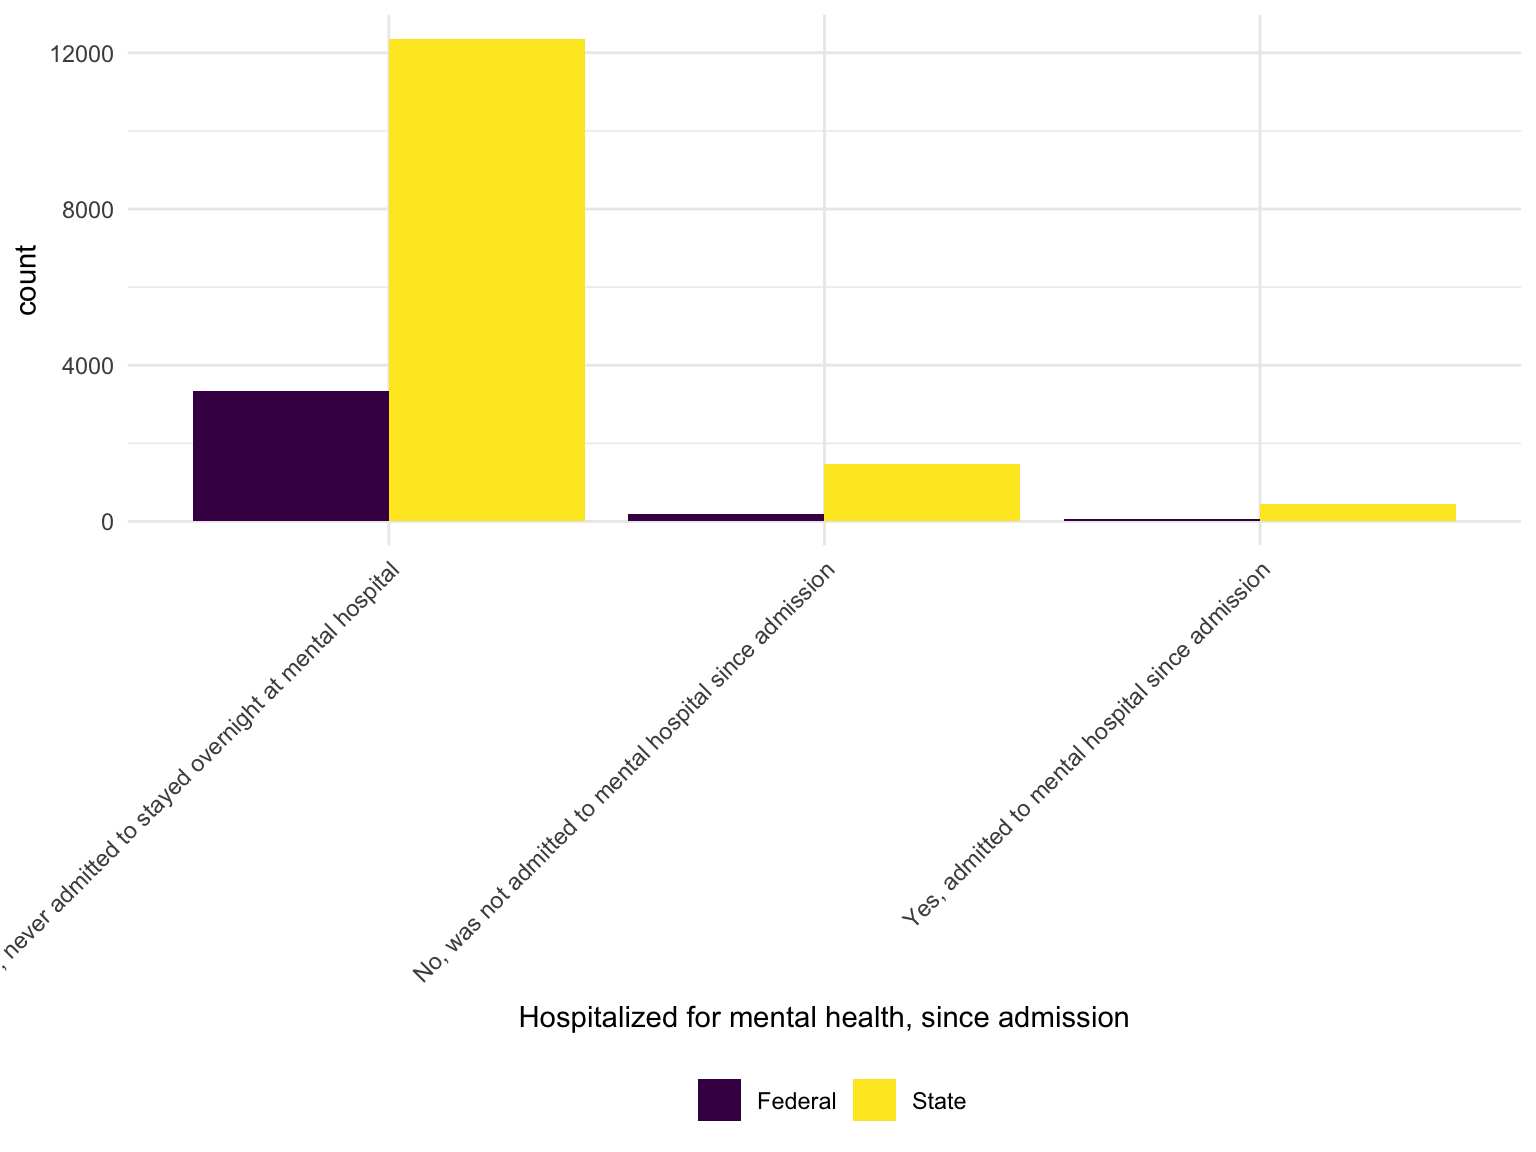 12000
8000
4000
0
count
, never admitted to stayed overnight at mental hospital
No, was not admitted to mental hospital since admission
Yes, admitted to mental hospital since admission
Hospitalized for mental health, since admission
Federal
State